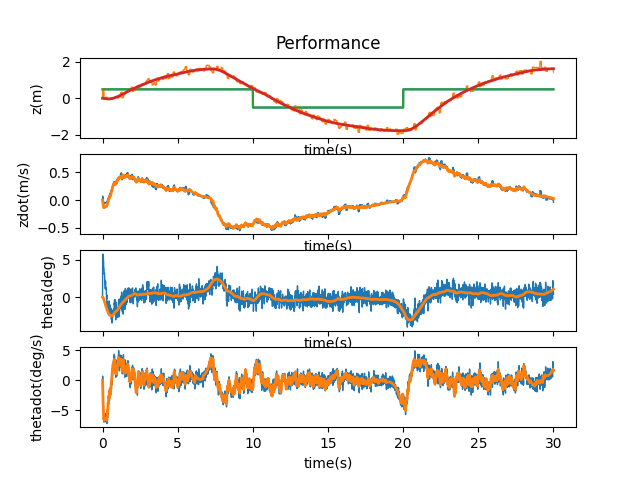 Performance
z(m)
2
0
−2
time(s)
zdot(m/s)
0.5
0.0
−0.5
time(s)
theta(deg)
5
0
time(s)
thetadot(deg/s)
5
0
−5
0 5 10 15 20 25 30
time(s)